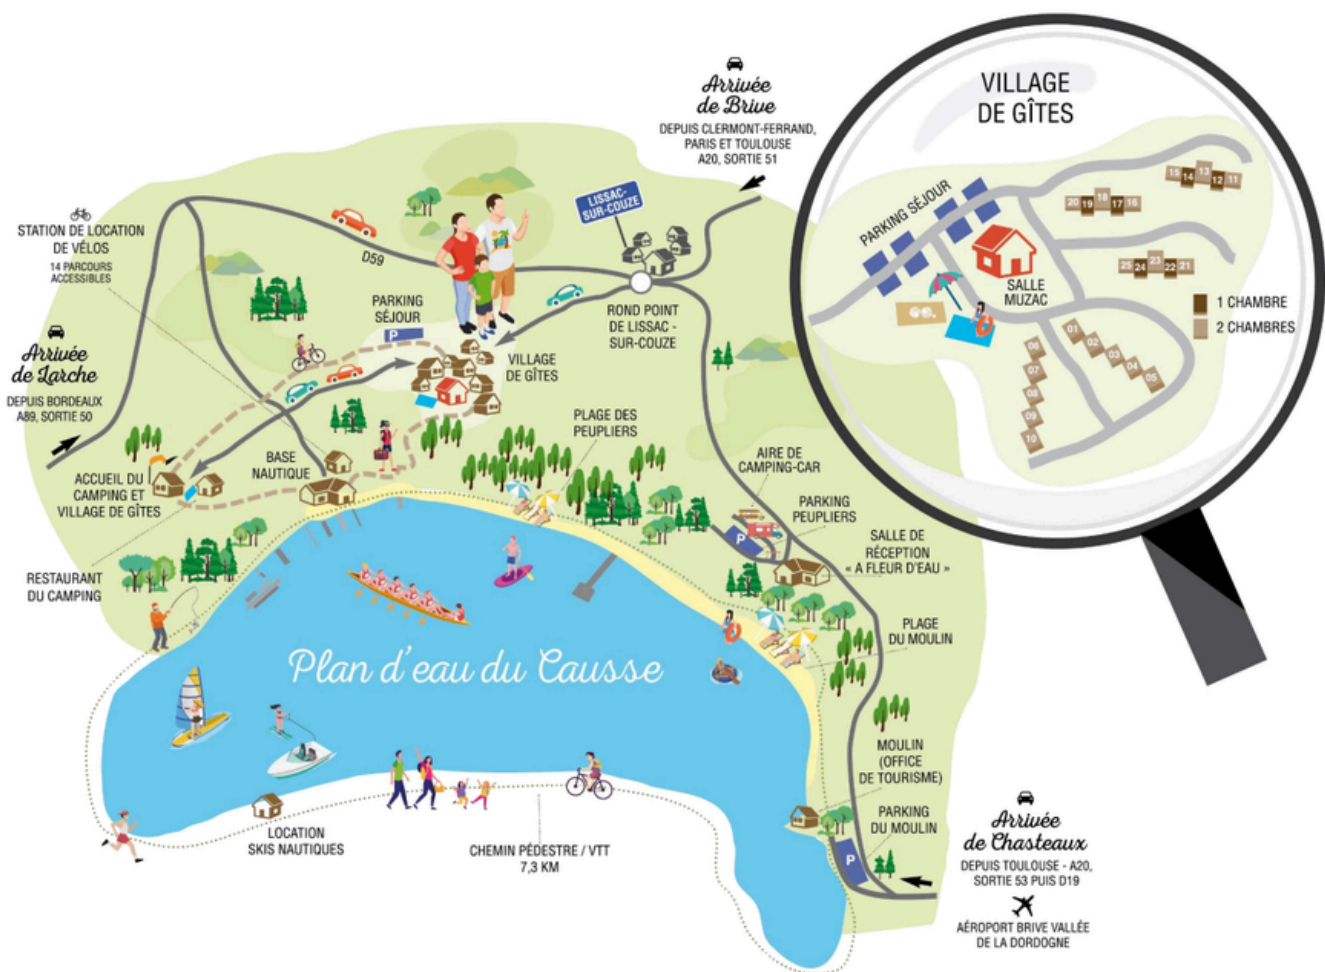 VILLAGE
DE GÎTES
Arrivée
de Brive
DEPUIS CLERMONT-FERRAND,
PARIS ET TOULOUSE
A20, SORTIE 51
PARKING SÉJOUR
15 14 13 12 11
20 19 18 17 16
25 24 23 22 21
SALLE
MUZAC
1 CHAMBRE
2 CHAMBRES
01
02
03
04
05
06
07
08
09
10
LISSAC-
SUR-COUZE
STATION DE LOCATION
DE VÉLOS
14 PARCOURS
ACCESSIBLES
D59
PARKING
SÉJOUR
P
ROND POINT
DE LISSAC -
SUR-COUZE
VILLAGE
DE GÎTES
Arrivée
de Larche
DEPUIS BORDEAUX
A89, SORTIE 50
PLAGE DES
PEUPLIERS
BASE
NAUTIQUE
ACCUEIL DU
CAMPING ET
VILLAGE DE GÎTES
AIRE DE
CAMPING-CAR
PARKING
PEUPLIERS
P
SALLE DE
RÉCEPTION
« A FLEUR D'EAU »
RESTAURANT
DU CAMPING
PLAGE
DU MOULIN
Plan d'eau du Causse
MOULIN
(OFFICE
DE TOURISME)
PARKING
DU MOULIN
P
LOCATION
SKIS NAUTIQUES
CHEMIN PÉDESTRE / VTT
7,3 KM
Arrivée
de Chasteaux
DEPUIS TOULOUSE - A20,
SORTIE 53 PUIS D19
AÉROPORT BRIVE VALLÉE
DE LA DORDOGNE